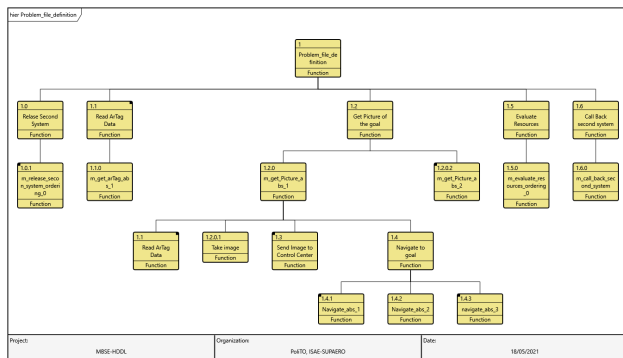 hier Problem_file_definition
1
Problem_file_de
finition
Function
1.0
Relase Second
System
Function
1.1
Read ArTag
Data
Function
1.2
Get Picture of
the goal
Function
1.5
Evaluate
Resources
Function
1.6
Call Back
second system
Function
1.0.1
m_release_seco
n_system_orderi
ng_0
Function
1.1.0
m_get_arTag_ab
s_1
Function
1.2.0
m_get_Picture_a
bs_1
Function
1.2.0.2
m_get_Picture_a
bs_2
Function
1.5.0
m_evaluate_res
ources_ordering
_0
Function
1.6.0
m_call_back_sec
ond_system
Function
1.1
Read ArTag
Data
Function
1.2.0.1
Take image
Function
1.3
Send Image to
Control Center
Function
1.4
Navigate to
goal
Function
1.4.1
Navigate_abs_1
Function
1.4.2
Navigate_abs_2
Function
1.4.3
navigate_abs_3
Function
Project:
MBSE-HDDL
Organization:
PoliTO, ISAE-SUPAERO
Date:
18/05/2021